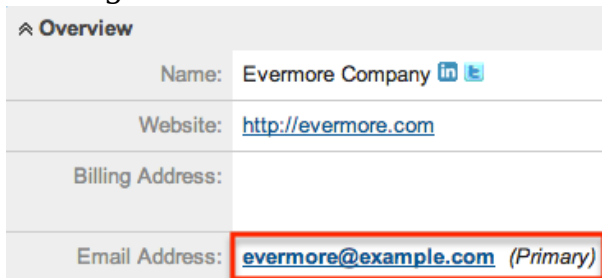 Overview
Name: Evermore Company
Website: http://evermore.com
Billing Address:
Email Address: evermore@example.com (Primary)